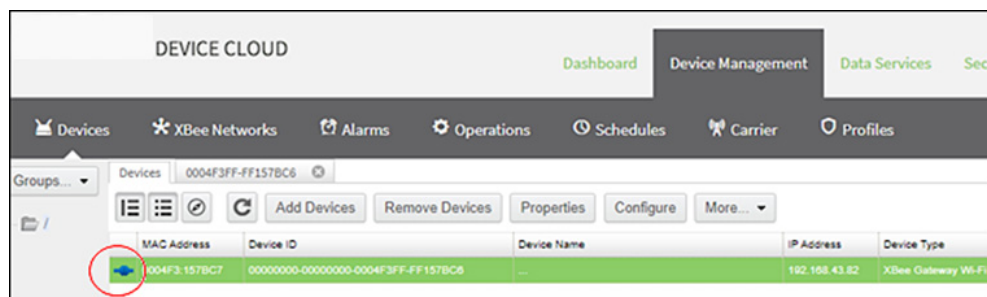 DEVICE CLOUD
Dashboard Device Management Data Services Sec
Devices XBee Networks Alarms Operations Schedules Carrier Profiles
Groups... Devices 0004F3FF-FF157BC6
/ Add Devices Remove Devices Properties Configure More...
MAC Address Device ID Device Name IP Address Device Type
0004F3:157BC7 00000000-00000000-0004F3FF-FF157BC6 ... 192.168.43.82 XBee Gateway Wi-Fi